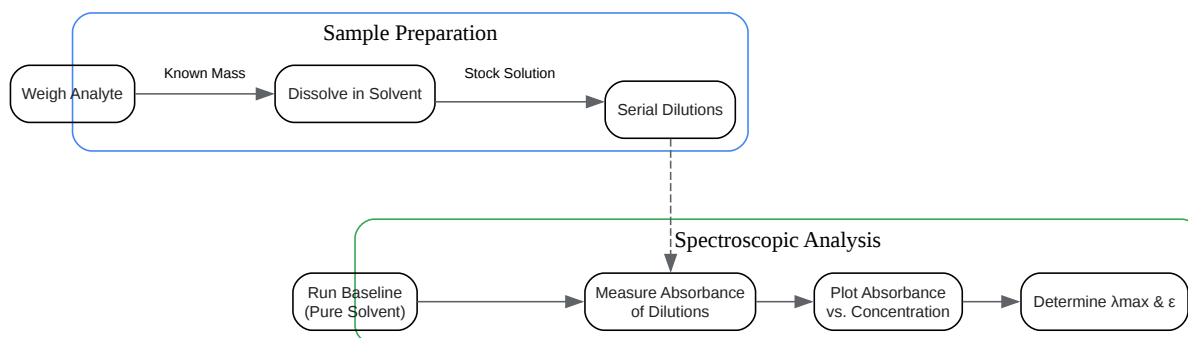 Sample Preparation
Weigh Analyte
Known Mass
Dissolve in Solvent
Stock Solution
Serial Dilutions
Spectroscopic Analysis
Run Baseline
(Pure Solvent)
Measure Absorbance
of Dilutions
Plot Absorbance
vs. Concentration
Determine λmax & ε